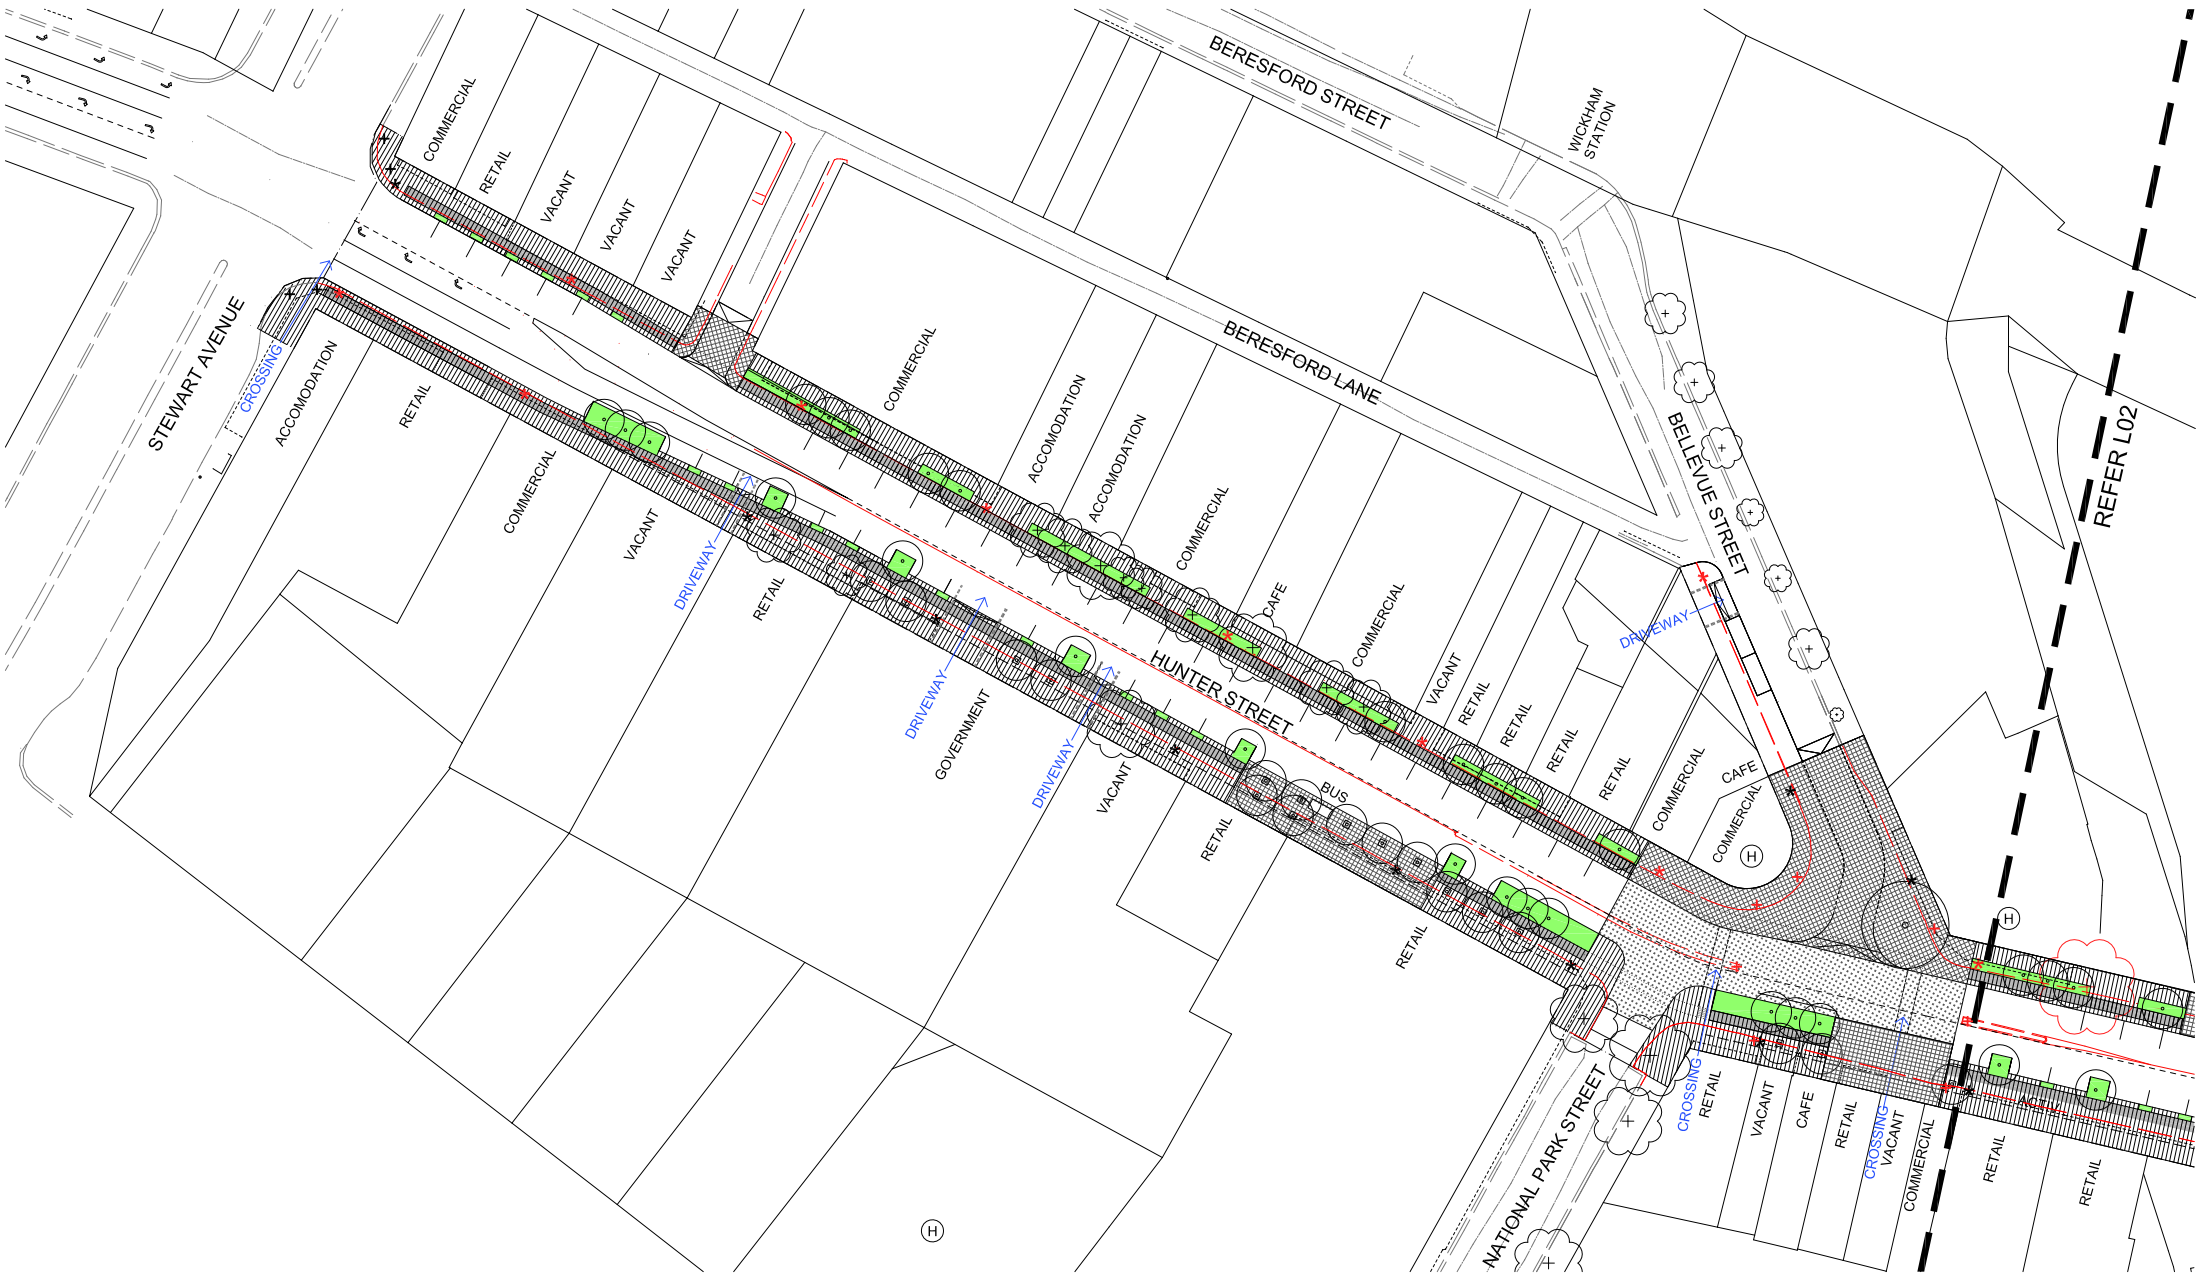 BERESFORD STREET
WICKHAM
STATION
COMMERCIAL
RETAIL
VACANT
VACANT
VACANT
STEWART AVENUE
CROSSING
ACCOMODATION
RETAIL
COMMERCIAL
VACANT
DRIVEWAY
RETAIL
COMMERCIAL
ACCOMODATION
ACCOMODATION
COMMERCIAL
CAFE
COMMERCIAL
VACANT
RETAIL
RETAIL
RETAIL
RETAIL
COMMERCIAL
CAFE
COMMERCIAL
H
BERESFORD LANE
BELLEVUE STREET
DRIVEWAY
REFER L02
HUNTER STREET
DRIVEWAY
GOVERNMENT
DRIVEWAY
VACANT
RETAIL
BUS
RETAIL
H
NATIONAL PARK STREET
CROSSING
RETAIL
VACANT
CAFE
RETAIL
CROSSING
VACANT
COMMERCIAL
RETAIL
RETAIL
H